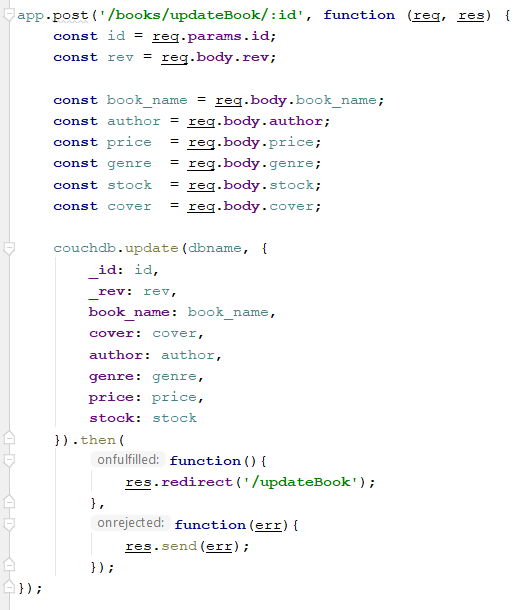 app.post('/books/updateBook/:id', function (req, res) {
    const id = req.params.id;
    const rev = req.body.rev;

    const book_name = req.body.book_name;
    const author = req.body.author;
    const price  = req.body.price;
    const genre  = req.body.genre;
    const stock  = req.body.stock;
    const cover  = req.body.cover;

    couchdb.update(dbname, {
        _id: id,
        _rev: rev,
        book_name: book_name,
        cover: cover,
        author: author,
        genre: genre,
        price: price,
        stock: stock
    }).then(
        onfulfilled: function(){
            res.redirect('/updateBook');
        },
        onrejected: function(err){
            res.send(err);
        });
});